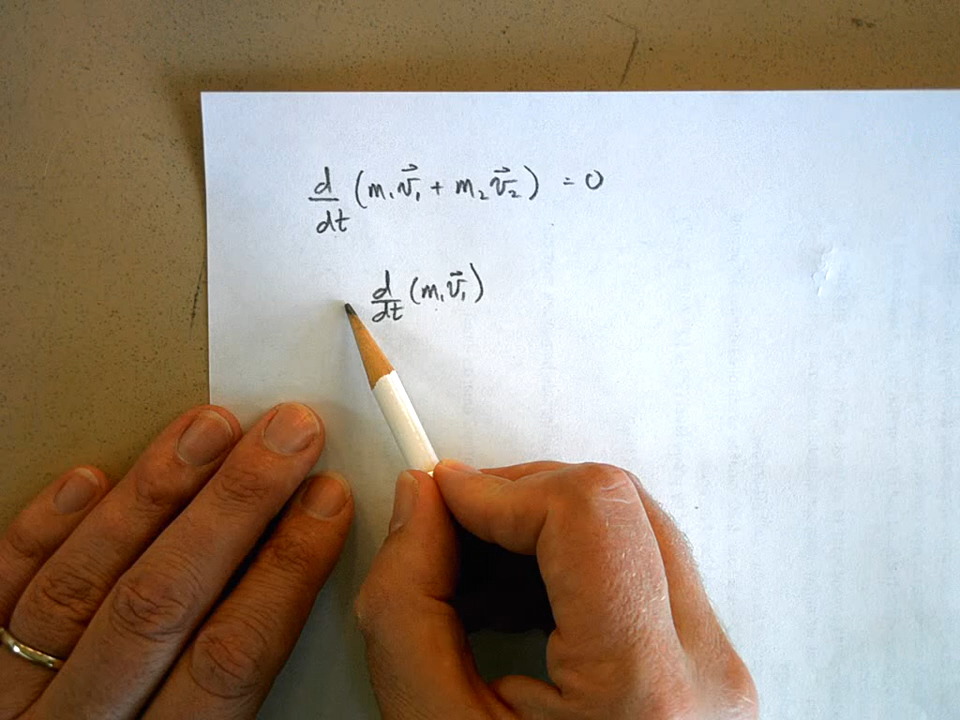 d/dt (m₁v⃗₁ + m₂v⃗₂) = 0
d/dt (m₁v⃗₁)